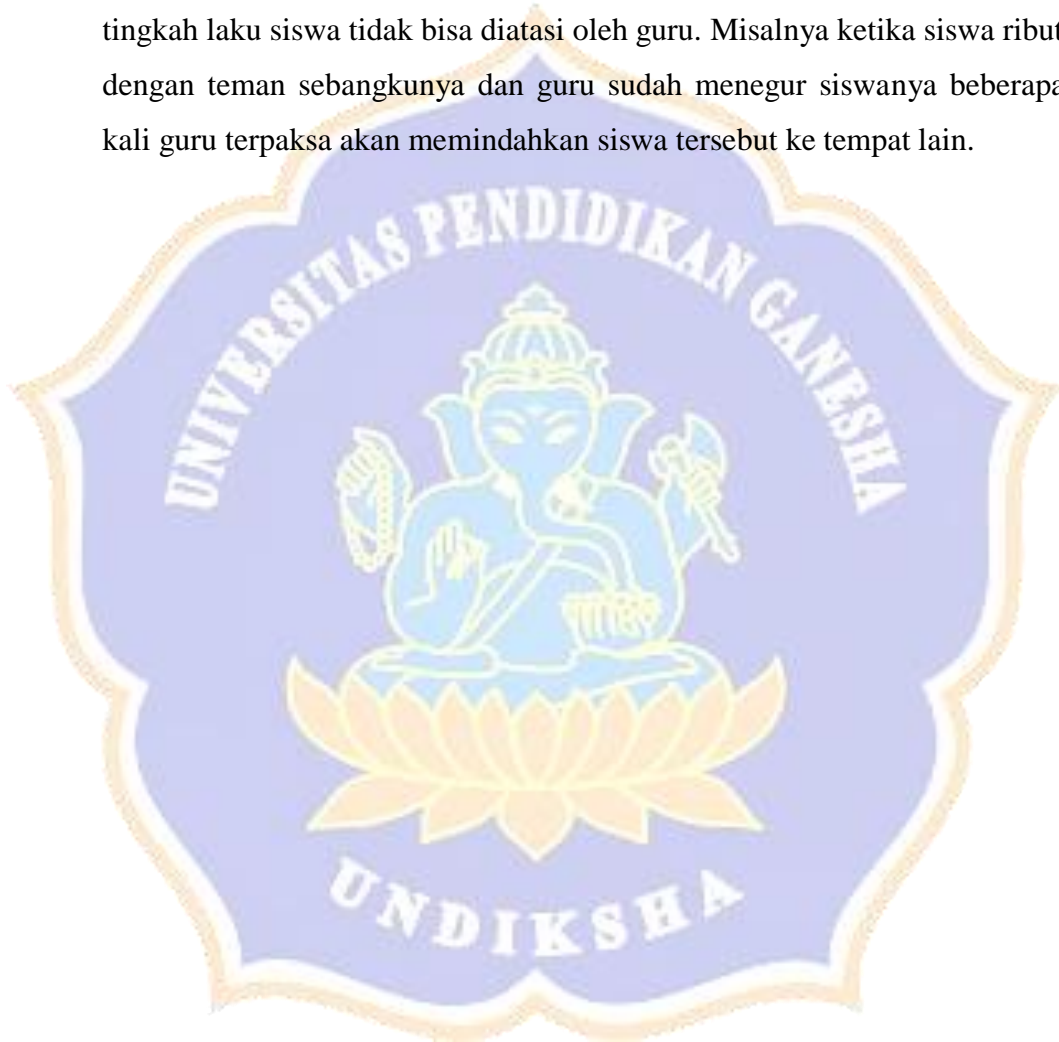 tingkah laku siswa tidak bisa diatasi oleh guru. Misalnya ketika siswa ribut
dengan teman sebangkunya dan guru sudah menegur siswanya beberapa
kali guru terpaksa akan memindahkan siswa tersebut ke tempat lain.
UNIVERSITAS PENDIDIKAN GANESHA
UNDIKSHA